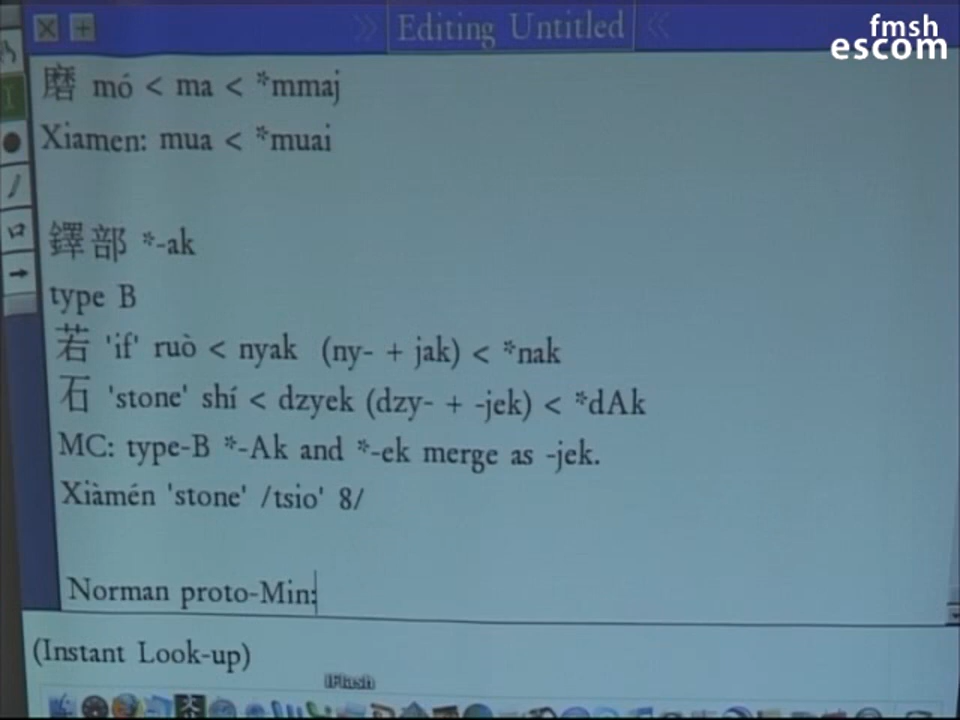 Editing Untitled
fmsh
escom
磨 mó < ma < *mmaj
Xiamen: mua < *muai
鐸部 *-ak
type B
若 'if' ruò < nyak (ny- + jak) < *nak
石 'stone' shí < dzyek (dzy- + -jek) < *dAk
MC: type-B *-Ak and *-ek merge as -jek.
Xiàmén 'stone' /tsio' 8/
Norman proto-Min:
(Instant Look-up)